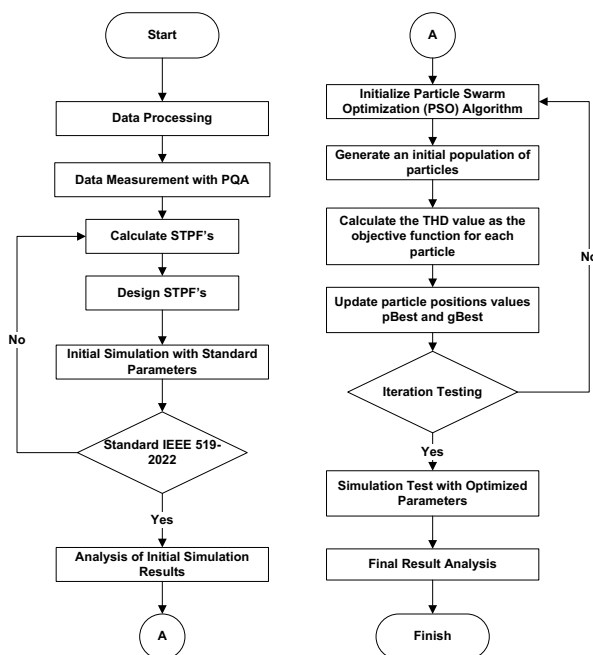 Start
Data Processing
Data Measurement with PQA
Calculate STPF's
Design STPF's
No
Initial Simulation with Standard
Parameters
Standard IEEE 519-
2022
Yes
Analysis of Initial Simulation
Results
A
A
Initialize Particle Swarm
Optimization (PSO) Algorithm
Generate an initial population of
particles
Calculate the THD value as the
objective function for each
particle
No
Update particle positions values
pBest and gBest
Iteration Testing
Yes
Simulation Test with Optimized
Parameters
Final Result Analysis
Finish